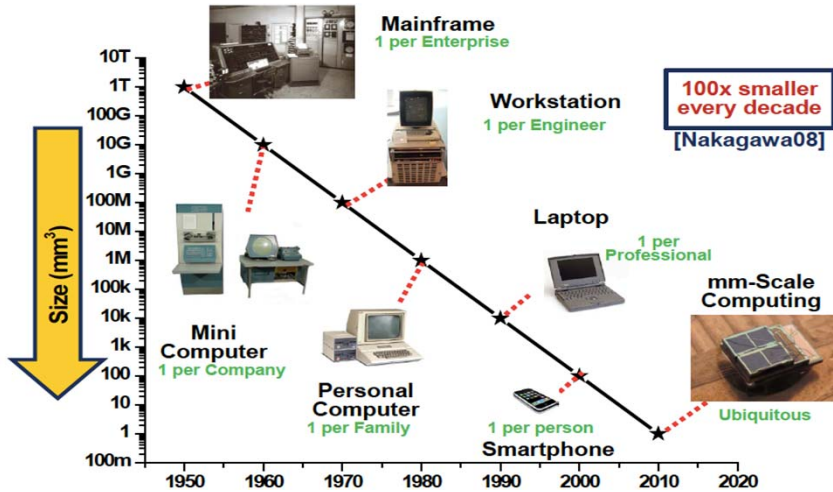 Mainframe
1 per Enterprise
Workstation
1 per Engineer
100x smaller
every decade
[Nakagawa08]
Laptop
1 per
Professional
mm-Scale
Computing
Ubiquitous
Mini
Computer
1 per Company
Personal
Computer
1 per Family
1 per person
Smartphone
Size (mm³)
10T
1T
100G
10G
1G
100M
10M
1M
100k
10k
1k
100
10
1
100m
1950
1960
1970
1980
1990
2000
2010
2020